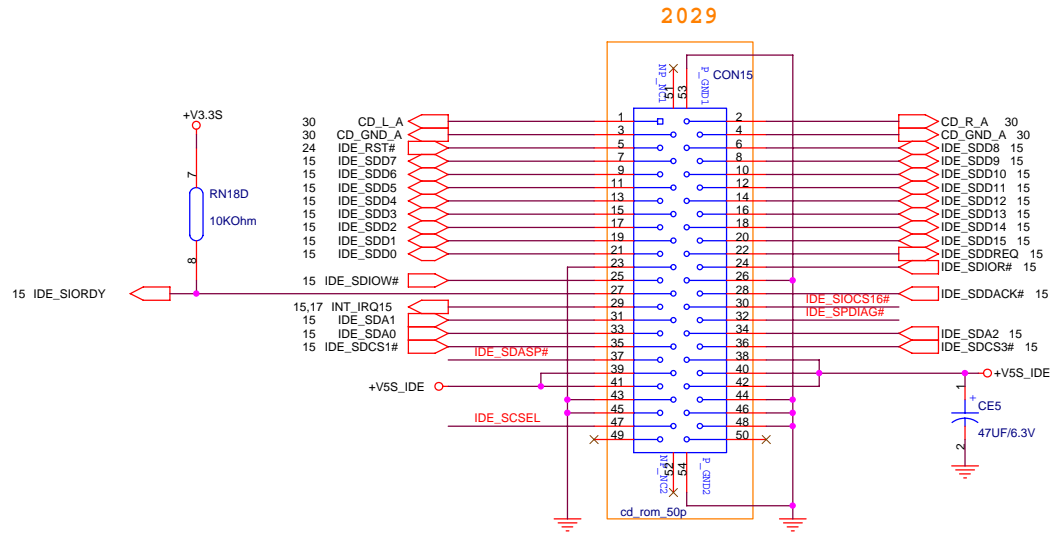 2029
CON15
NP_NC1
51
P_GND1
53
+V3.3S
7
RN18D
10KOhm
8
30 CD_L_A 1 2 CD_R_A 30
30 CD_GND_A 3 4 CD_GND_A 30
24 IDE_RST# 5 6 IDE_SDD8 15
15 IDE_SDD7 7 8 IDE_SDD9 15
15 IDE_SDD6 9 10 IDE_SDD10 15
15 IDE_SDD5 11 12 IDE_SDD11 15
15 IDE_SDD4 13 14 IDE_SDD12 15
15 IDE_SDD3 15 16 IDE_SDD13 15
15 IDE_SDD2 17 18 IDE_SDD14 15
15 IDE_SDD1 19 20 IDE_SDD15 15
15 IDE_SDD0 21 22 IDE_SDDREQ 15
23 24 IDE_SDIOR# 15
15 IDE_SDIOW# 25 26
15 IDE_SIORDY 27 28 IDE_SDDACK# 15
15,17 INT_IRQ15 29 30 IDE_SIOCS16#
15 IDE_SDA1 31 32 IDE_SPDIAG#
15 IDE_SDA0 33 34 IDE_SDA2 15
15 IDE_SDCS1# 35 36 IDE_SDCS3# 15
IDE_SDASP# 37 38
39 40 +V5S_IDE
+V5S_IDE 41 42
43 44
45 46
IDE_SCSEL 47 48
49 50
1
+
CE5
47UF/6.3V
2
NP_NC2
52
P_GND2
54
cd_rom_50p